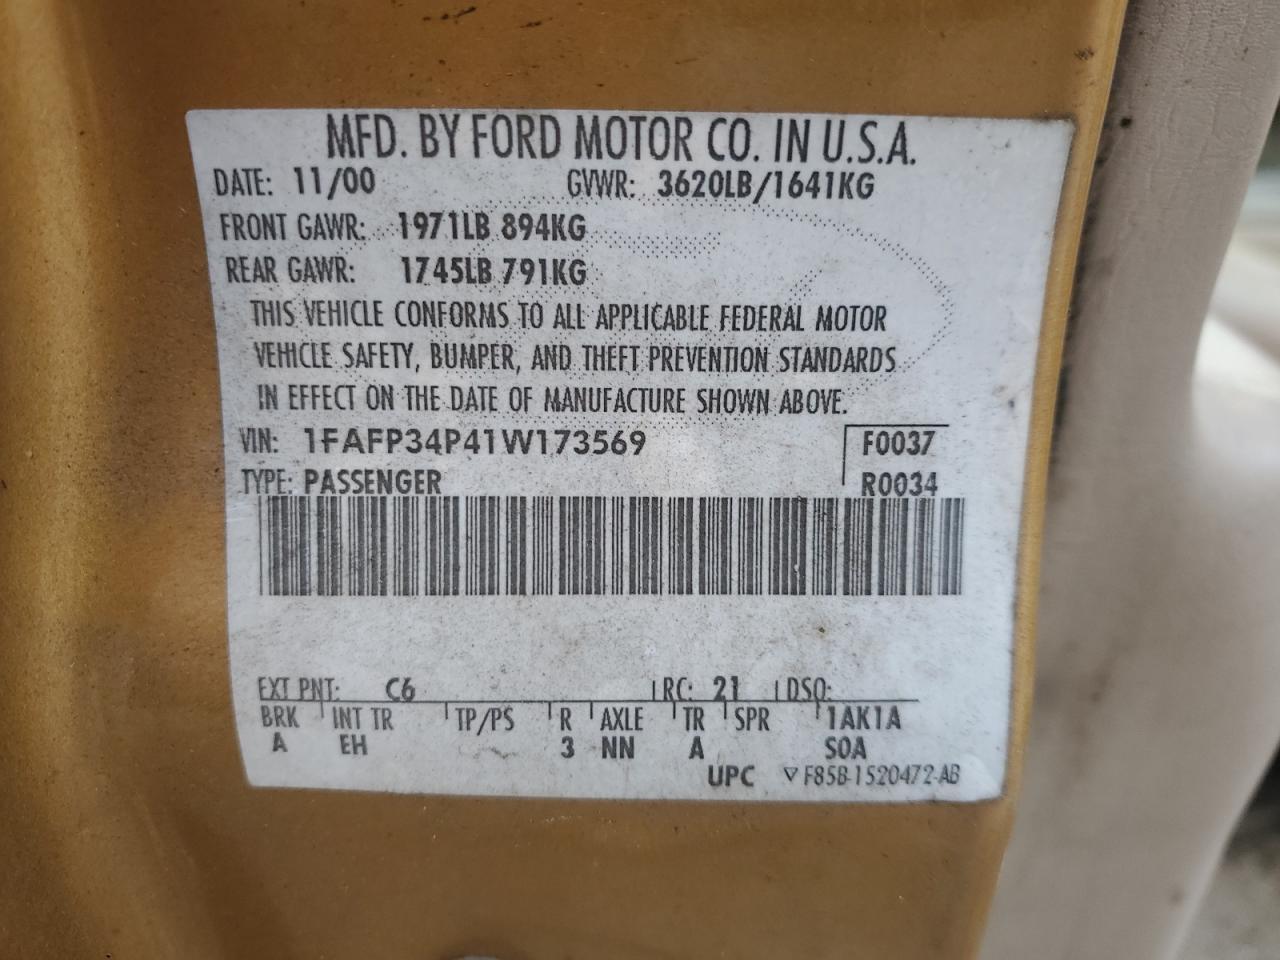 MFD. BY FORD MOTOR CO. IN U.S.A.
DATE: 11/00 GVWR: 3620LB/1641KG
FRONT GAWR: 1971LB 894KG
REAR GAWR: 1745LB 791KG
THIS VEHICLE CONFORMS TO ALL APPLICABLE FEDERAL MOTOR
VEHICLE SAFETY, BUMPER, AND THEFT PREVENTION STANDARDS
IN EFFECT ON THE DATE OF MANUFACTURE SHOWN ABOVE.
VIN: 1FAFP34P41W173569 F0037
TYPE: PASSENGER R0034
EXT PNT: C6 RC: 21 DSO:
BRK INT TR TP/PS R AXLE TR SPR 1AK1A
A EH 3 NN A SOA
UPC ▽ F85B-1520472-AB